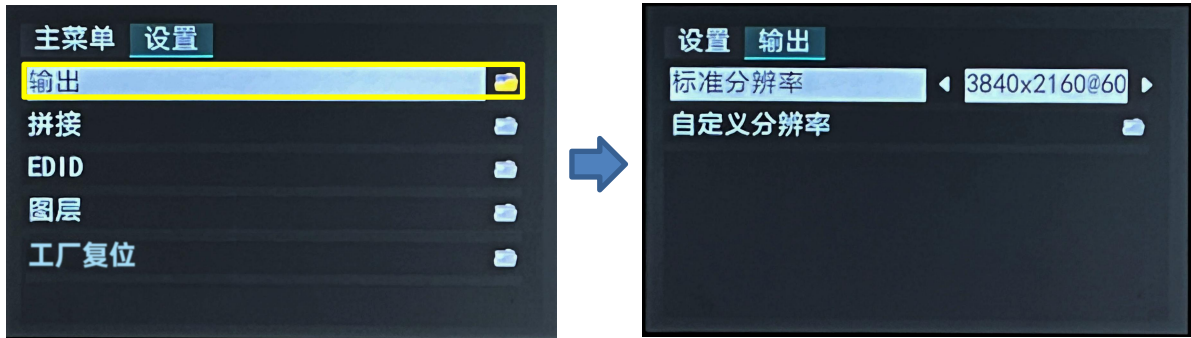 主菜单 设置
输出
拼接
EDID
图层
工厂复位
设置 输出
标准分辨率 3840x2160@60
自定义分辨率